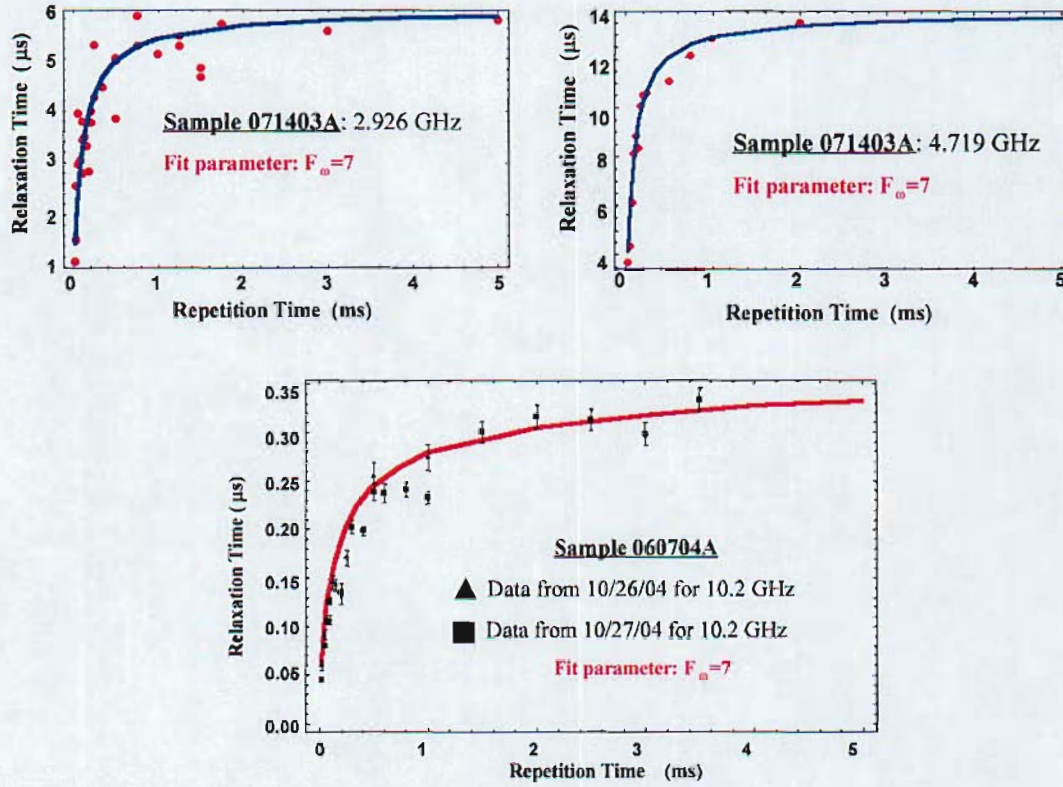 6
5
4
3
2
1
Relaxation Time (μs)
Sample 071403A: 2.926 GHz
Fit parameter: Fω=7
0 1 2 3 4 5
Repetition Time (ms)
14
12
10
8
6
4
Relaxation Time (μs)
Sample 071403A: 4.719 GHz
Fit parameter: Fω=7
0 1 2 3 4 5
Repetition Time (ms)
0.35
0.30
0.25
0.20
0.15
0.10
0.05
0.00
Relaxation Time (μs)
Sample 060704A
▲ Data from 10/26/04 for 10.2 GHz
■ Data from 10/27/04 for 10.2 GHz
Fit parameter: Fω=7
0 1 2 3 4 5
Repetition Time (ms)